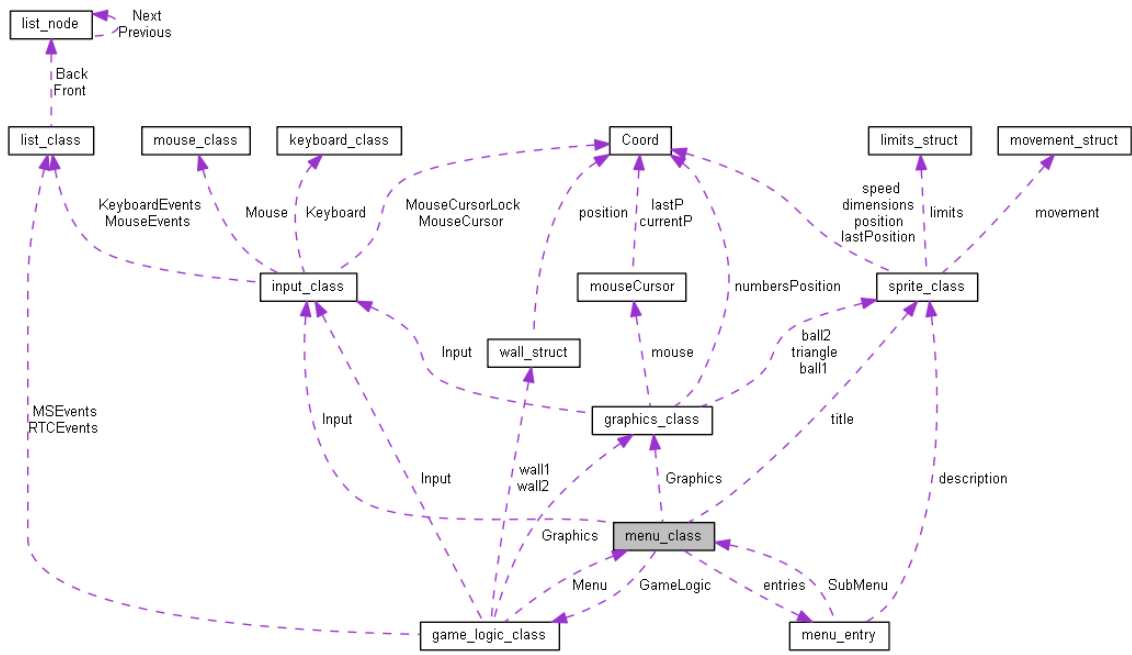 list_node
Next
Previous
Back
Front
list_class
mouse_class
keyboard_class
Coord
limits_struct
movement_struct
KeyboardEvents
MouseEvents
Mouse
Keyboard
MouseCursorLock
MouseCursor
position
lastP
currentP
speed
dimensions
position
lastPosition
limits
movement
input_class
mouseCursor
numbersPosition
sprite_class
Input
wall_struct
mouse
ball2
triangle
ball1
MSEvents
RTCEvents
Input
graphics_class
title
Input
wall1
wall2
Graphics
description
Graphics
menu_class
Menu
GameLogic
entries
SubMenu
game_logic_class
menu_entry